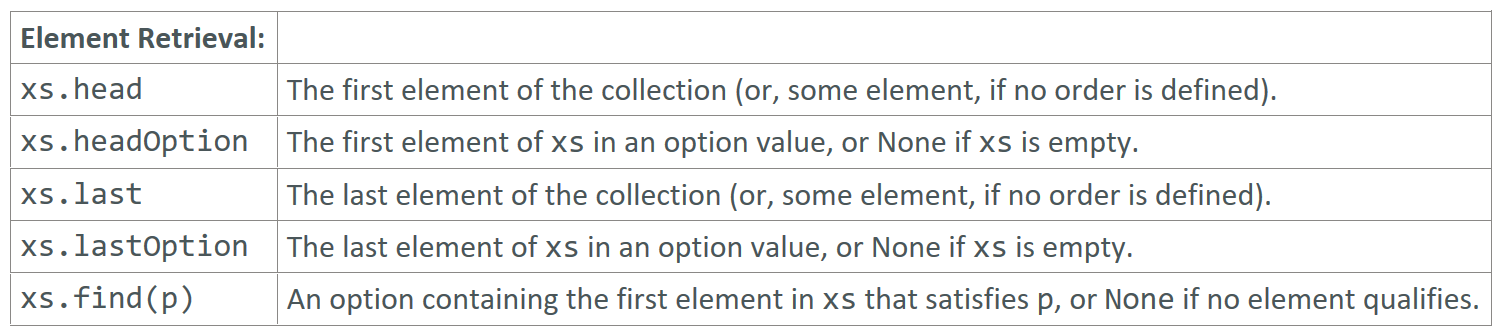 Element Retrieval:
xs.head The first element of the collection (or, some element, if no order is defined).
xs.headOption The first element of xs in an option value, or None if xs is empty.
xs.last The last element of the collection (or, some element, if no order is defined).
xs.lastOption The last element of xs in an option value, or None if xs is empty.
xs.find(p) An option containing the first element in xs that satisfies p, or None if no element qualifies.